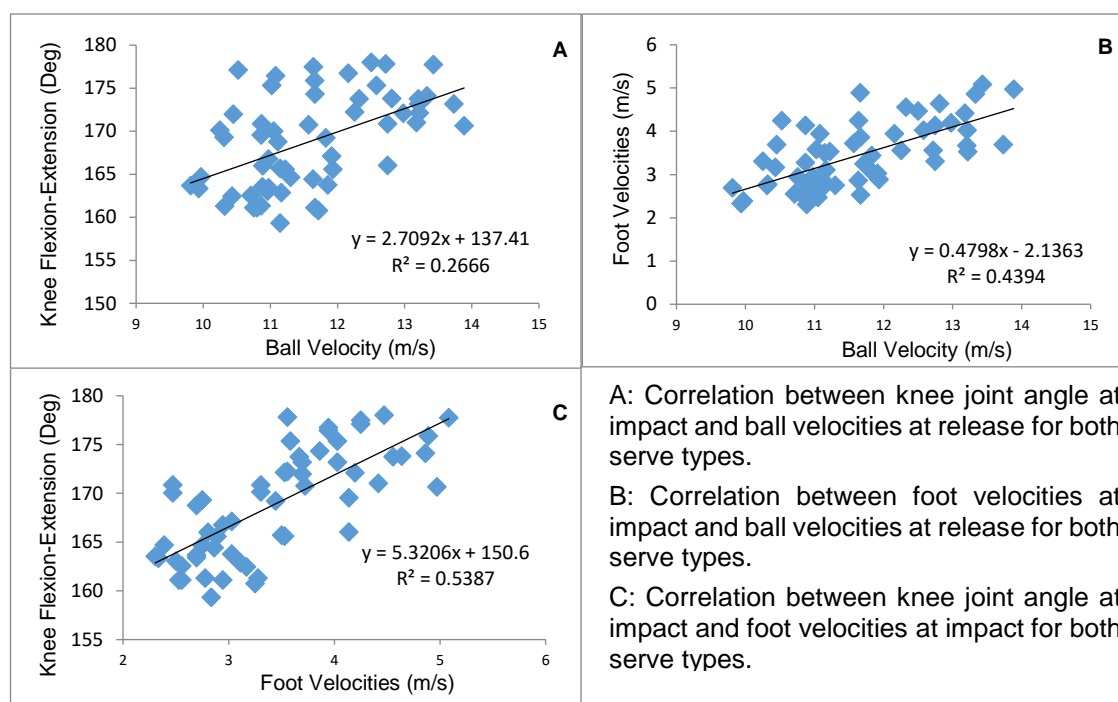 A
Knee Flexion-Extension (Deg)
180
175
170
165
160
155
150
y = 2.7092x + 137.41
R² = 0.2666
9 10 11 12 13 14 15
Ball Velocity (m/s)
B
Foot Velocities (m/s)
6
5
4
3
2
1
0
y = 0.4798x - 2.1363
R² = 0.4394
9 10 11 12 13 14 15
Ball Velocity (m/s)
C
Knee Flexion-Extension (Deg)
180
175
170
165
160
155
y = 5.3206x + 150.6
R² = 0.5387
2 3 4 5 6
Foot Velocities (m/s)
A: Correlation between knee joint angle at
impact and ball velocities at release for both
serve types.
B: Correlation between foot velocities at
impact and ball velocities at release for both
serve types.
C: Correlation between knee joint angle at
impact and foot velocities at impact for both
serve types.